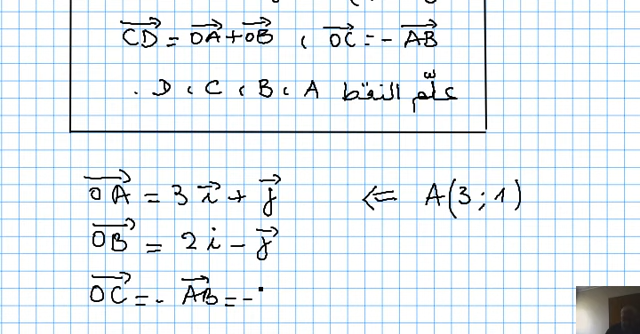 CD = OA + OB ، OC = - AB
علّم النقط A ، B ، C ، D .
OA = 3i + j ⇐ A(3;1)
OB = 2i - j
OC = - AB = -